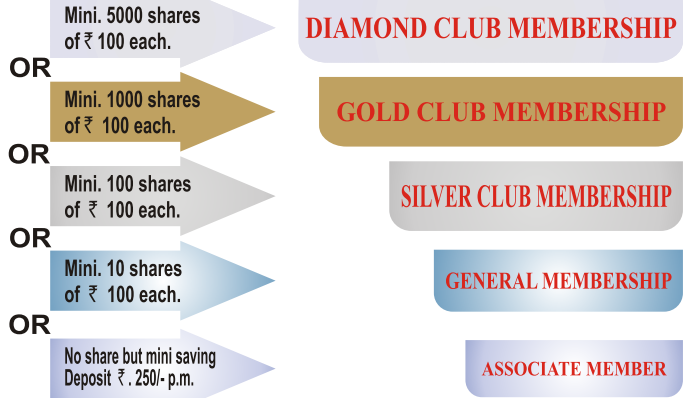 Mini. 5000 shares
of ₹ 100 each.
DIAMOND CLUB MEMBERSHIP
OR
Mini. 1000 shares
of ₹ 100 each.
GOLD CLUB MEMBERSHIP
OR
Mini. 100 shares
of ₹ 100 each.
SILVER CLUB MEMBERSHIP
OR
Mini. 10 shares
of ₹ 100 each.
GENERAL MEMBERSHIP
OR
No share but mini saving
Deposit ₹. 250/- p.m.
ASSOCIATE MEMBER